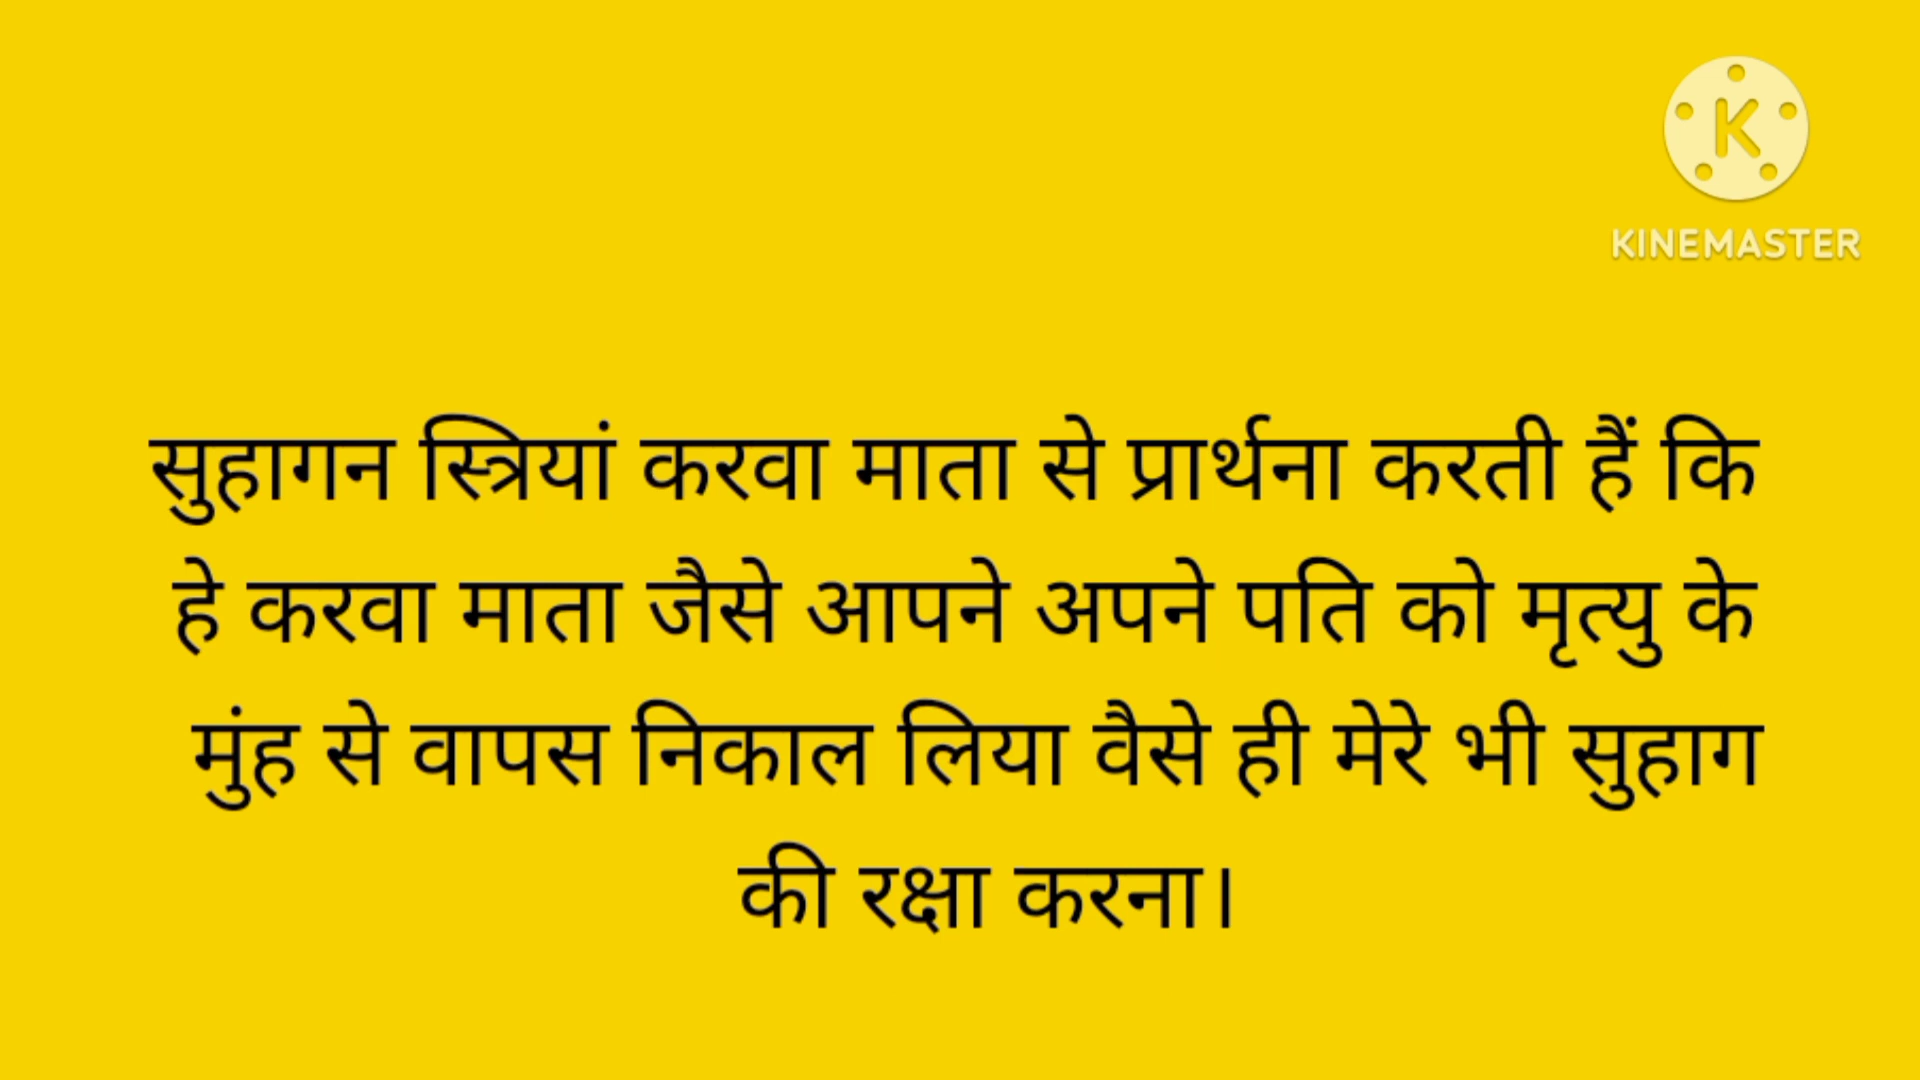 KINEMASTER
सुहागन स्त्रियां करवा माता से प्रार्थना करती हैं कि
हे करवा माता जैसे आपने अपने पति को मृत्यु के
मुंह से वापस निकाल लिया वैसे ही मेरे भी सुहाग
की रक्षा करना।